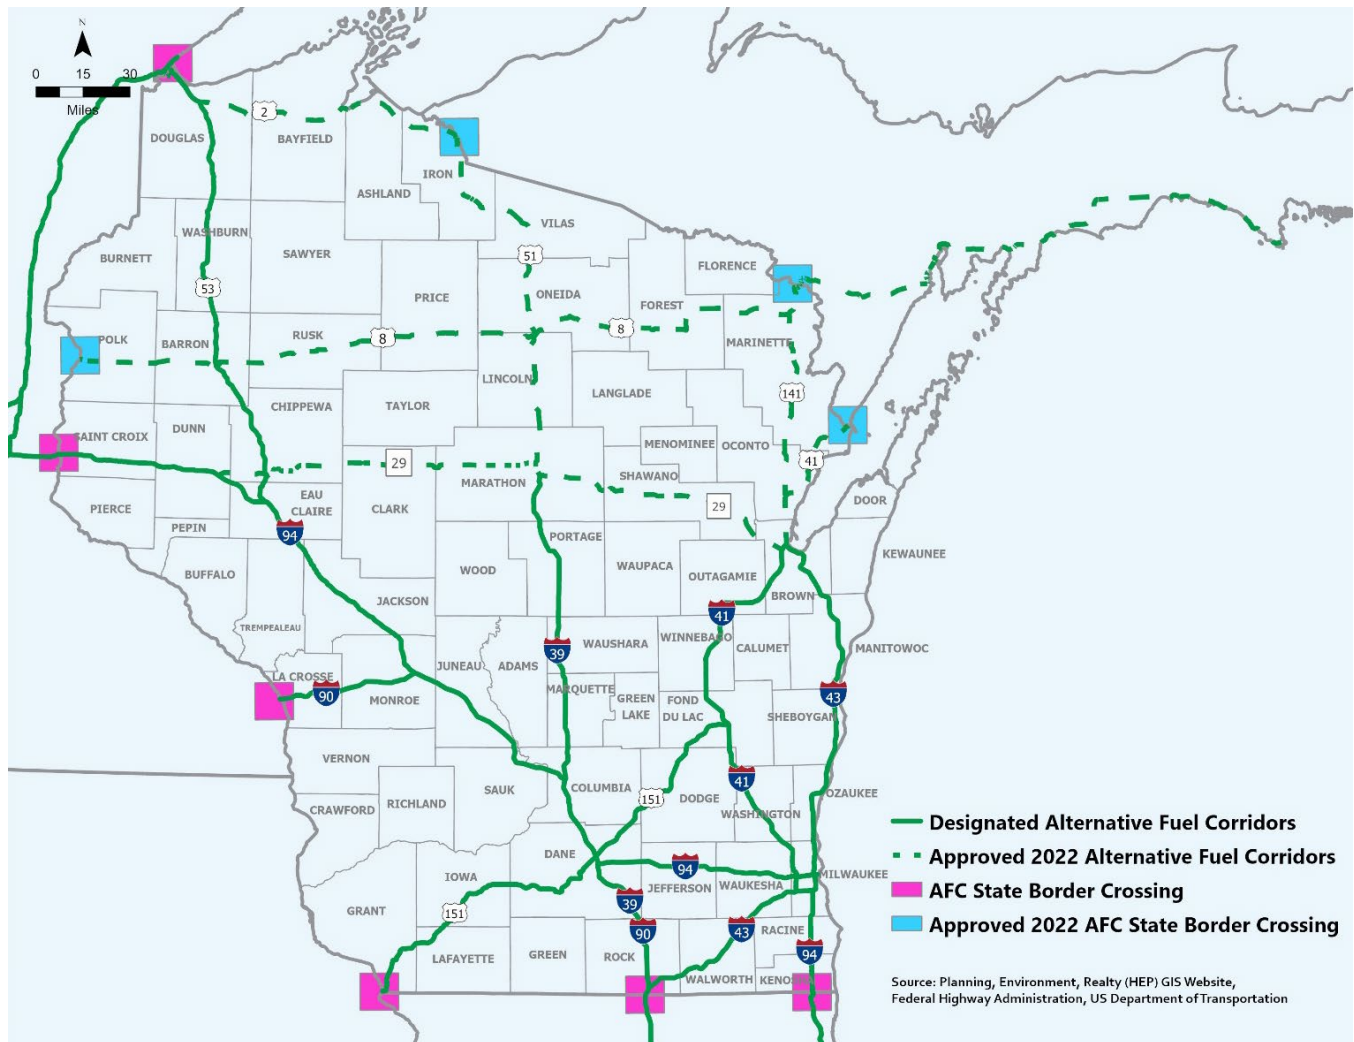 N
0 15 30
Miles
2
DOUGLAS
BAYFIELD
IRON
ASHLAND
VILAS
WASHBURN
SAWYER
BURNETT
51
FLORENCE
53
PRICE
ONEIDA
FOREST
8
8
POLK
BARRON
RUSK
MARINETTE
LINCOLN
LANGLADE
141
CHIPPEWA
TAYLOR
DUNN
SAINT CROIX
MENOMINEE
OCONTO
41
29
MARATHON
SHAWANO
EAU
CLAIRE
PIERCE
CLARK
29
DOOR
PEPIN
94
PORTAGE
KEWAUNEE
BUFFALO
WOOD
WAUPACA
OUTAGAMIE
BROWN
JACKSON
41
TREMPEALEAU
WAUSHARA
WINNEBAGO
CALUMET
MANITOWOC
39
JUNEAU
ADAMS
LA CROSSE
90
MONROE
MARQUETTE
GREEN
LAKE
FOND
DU LAC
43
SHEBOYGAN
VERNON
41
SAUK
COLUMBIA
151
DODGE
OZAUKEE
CRAWFORD
RICHLAND
WASHINGTON
DANE
94
IOWA
JEFFERSON
WAUKESHA
MILWAUKEE
GRANT
151
39
90
43
RACINE
94
LAFAYETTE
GREEN
ROCK
WALWORTH
Designated Alternative Fuel Corridors
Approved 2022 Alternative Fuel Corridors
AFC State Border Crossing
Approved 2022 AFC State Border Crossing
Source: Planning, Environment, Realty (HEP) GIS Website,
Federal Highway Administration, US Department of Transportation